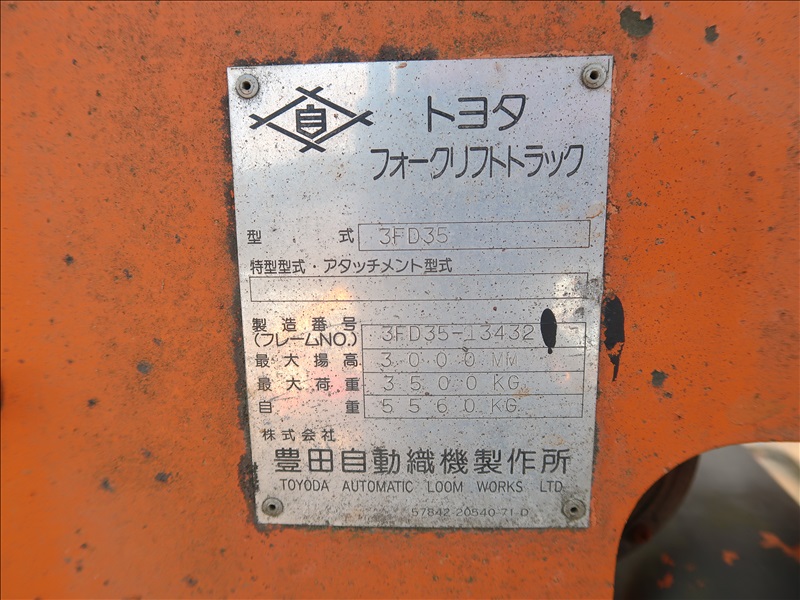 自
トヨタ
フォークリフトトラック
型 式 3FD35
特型型式・アタッチメント型式
製造番号
(フレームNO.) 3FD35-13432
最大揚高 3000MM
最大荷重 3500KG
自 重 5560KG
株式会社
豊田自動織機製作所
TOYODA AUTOMATIC LOOM WORKS LTD
57842-20540-71-D